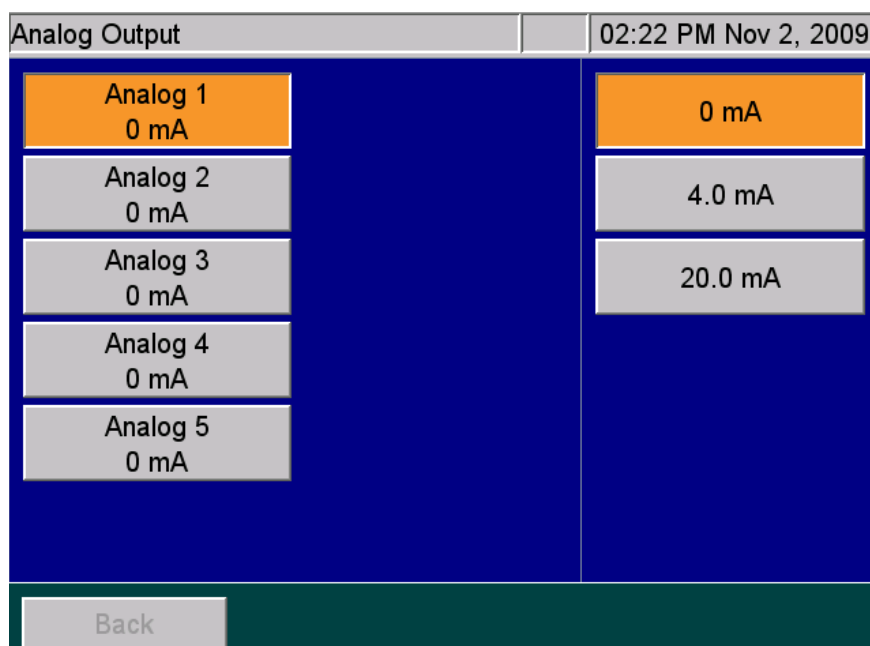 Analog Output
02:22 PM Nov 2, 2009
Analog 1
0 mA
Analog 2
0 mA
Analog 3
0 mA
Analog 4
0 mA
Analog 5
0 mA
0 mA
4.0 mA
20.0 mA
Back